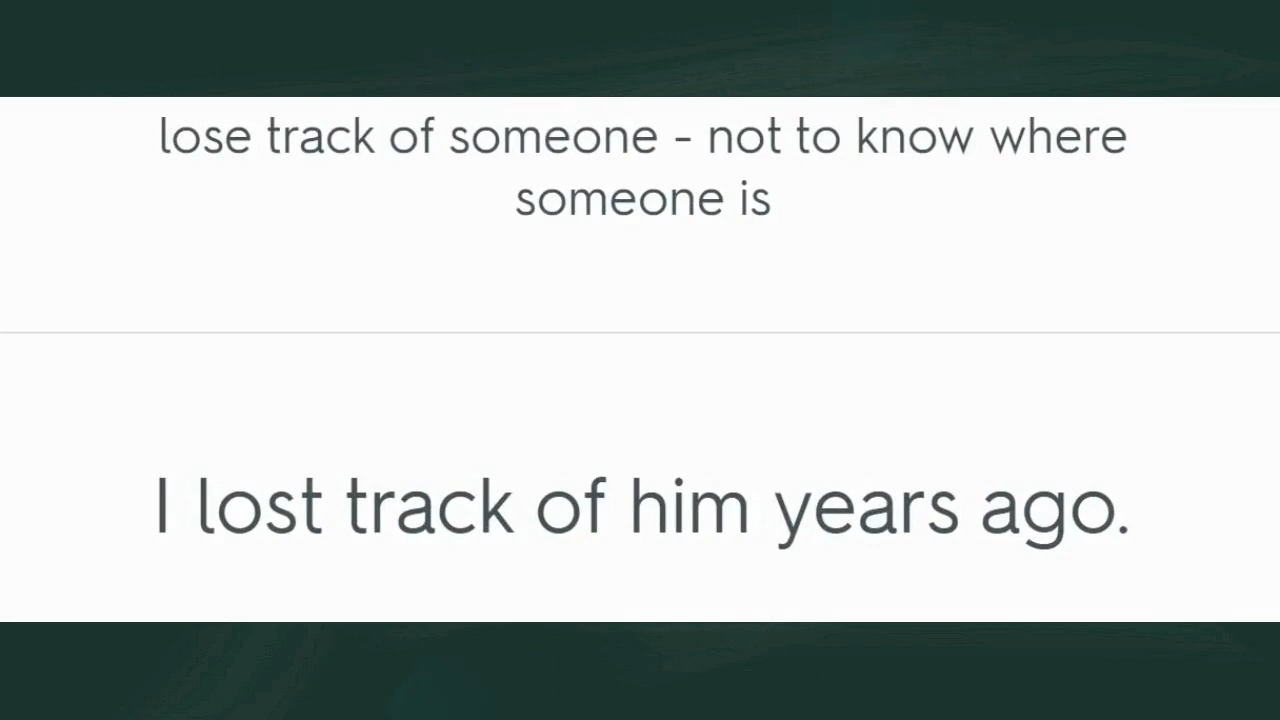 lose track of someone - not to know where
someone is
I lost track of him years ago.